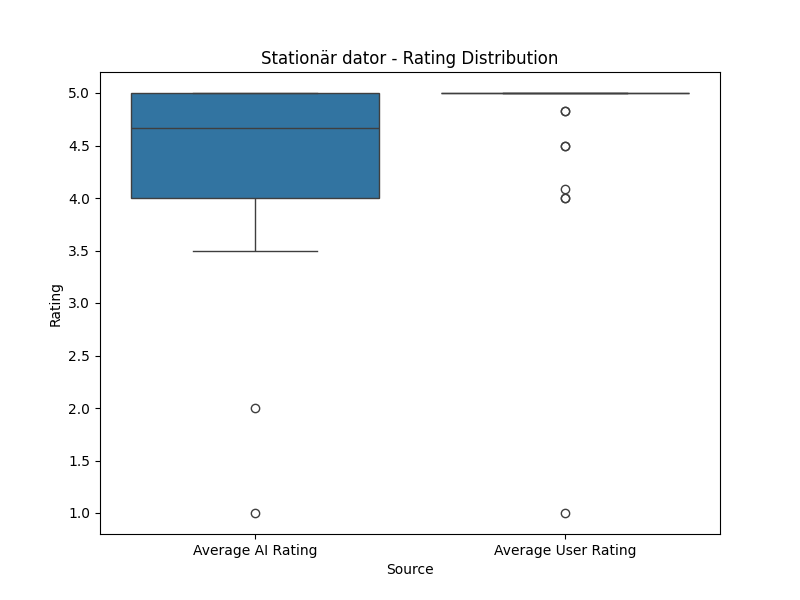 Stationär dator - Rating Distribution
5.0
4.5
4.0
3.5
3.0
2.5
2.0
1.5
1.0
Rating
Average AI Rating
Average User Rating
Source